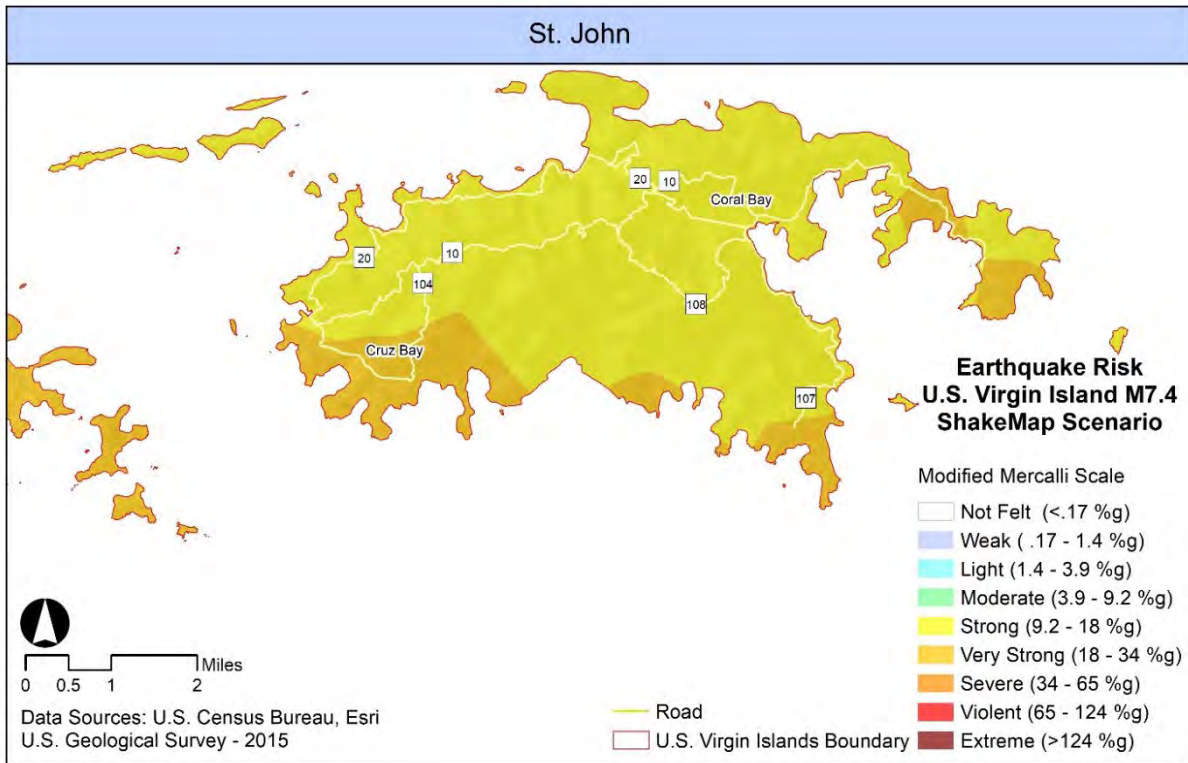 St. John
20
10
Coral Bay
20
10
104
108
Cruz Bay
107
Earthquake Risk
U.S. Virgin Island M7.4
ShakeMap Scenario
Modified Mercalli Scale
Not Felt (<.17 %g)
Weak ( .17 - 1.4 %g)
Light (1.4 - 3.9 %g)
Moderate (3.9 - 9.2 %g)
Strong (9.2 - 18 %g)
Very Strong (18 - 34 %g)
Severe (34 - 65 %g)
Violent (65 - 124 %g)
Extreme (>124 %g)
Miles
0 0.5 1 2
Data Sources: U.S. Census Bureau, Esri
U.S. Geological Survey - 2015
Road
U.S. Virgin Islands Boundary